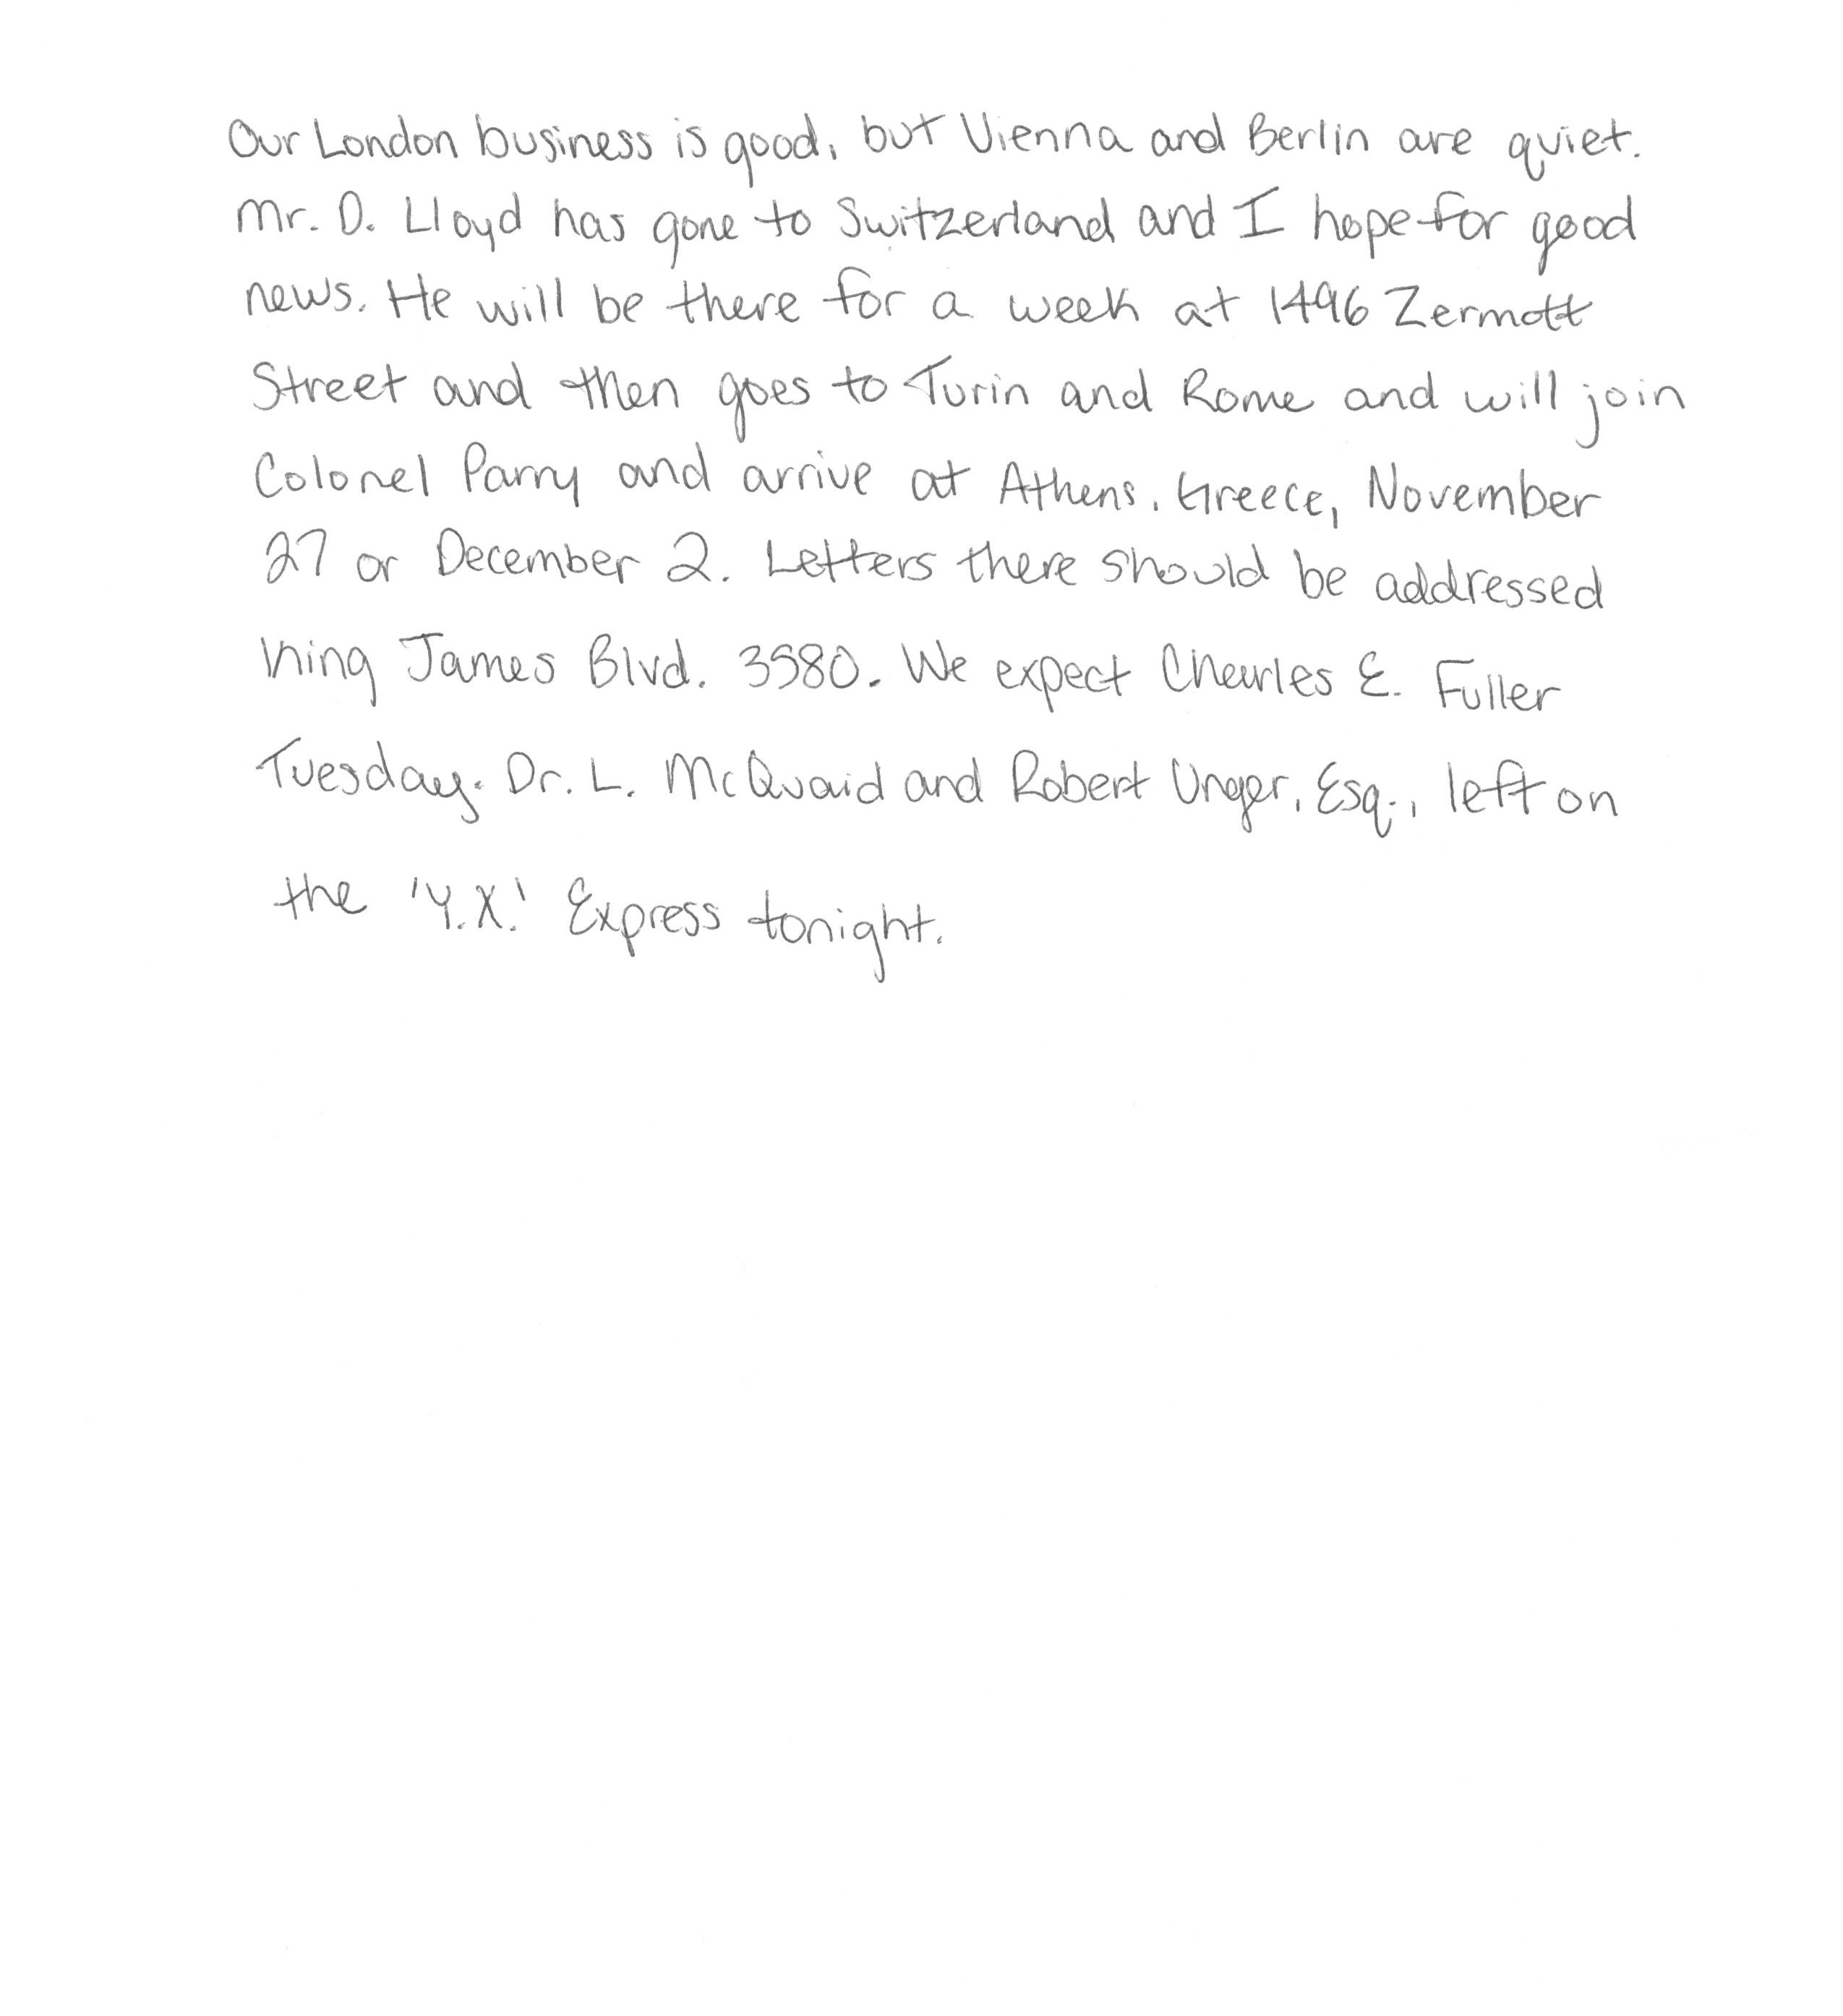 Our London business is good, but Vienna and Berlin are quiet.
Mr. D. Lloyd has gone to Switzerland and I hope for good
news. He will be there for a week at 1496 Zermott
Street and then goes to Turin and Rome and will join
Colonel Parry and arrive at Athens, Greece, November
27 or December 2. Letters there should be addressed
King James Blvd. 3580. We expect Charles E. Fuller
Tuesday. Dr. L. McQuaid and Robert Unger, Esq., left on
the 'Y.X.' Express tonight.